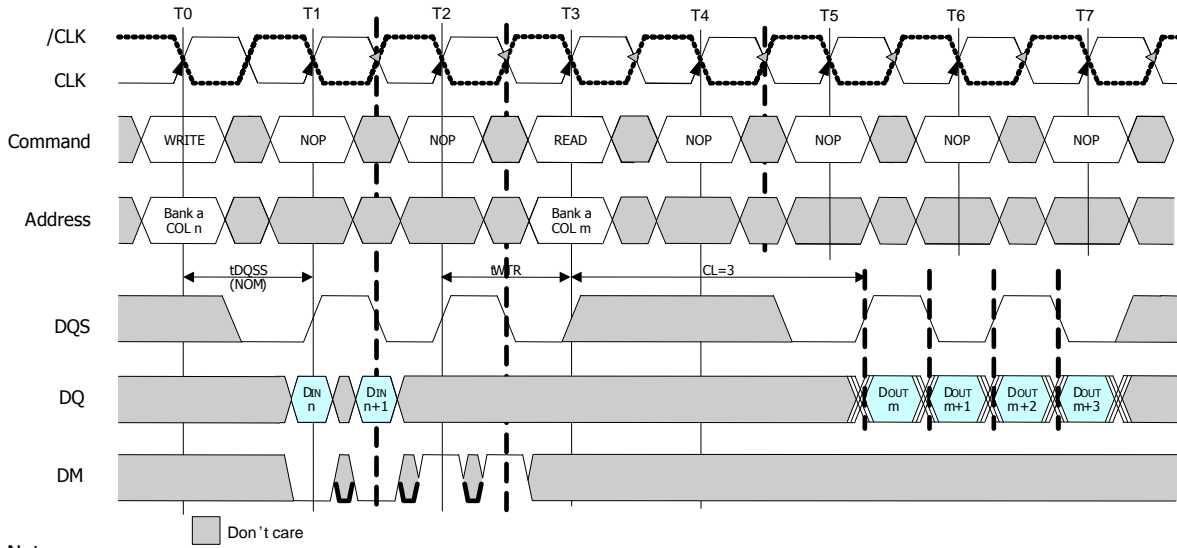 T0 T1 T2 T3 T4 T5 T6 T7
/CLK
CLK
Command WRITE NOP NOP READ NOP NOP NOP NOP
Address Bank a Bank a
COL n COL m
tDQSS tWTR CL=3
(NOM)
DQS
DQ DIN DIN DOUT DOUT DOUT DOUT
n n+1 m m+1 m+2 m+3
DM
Don't care